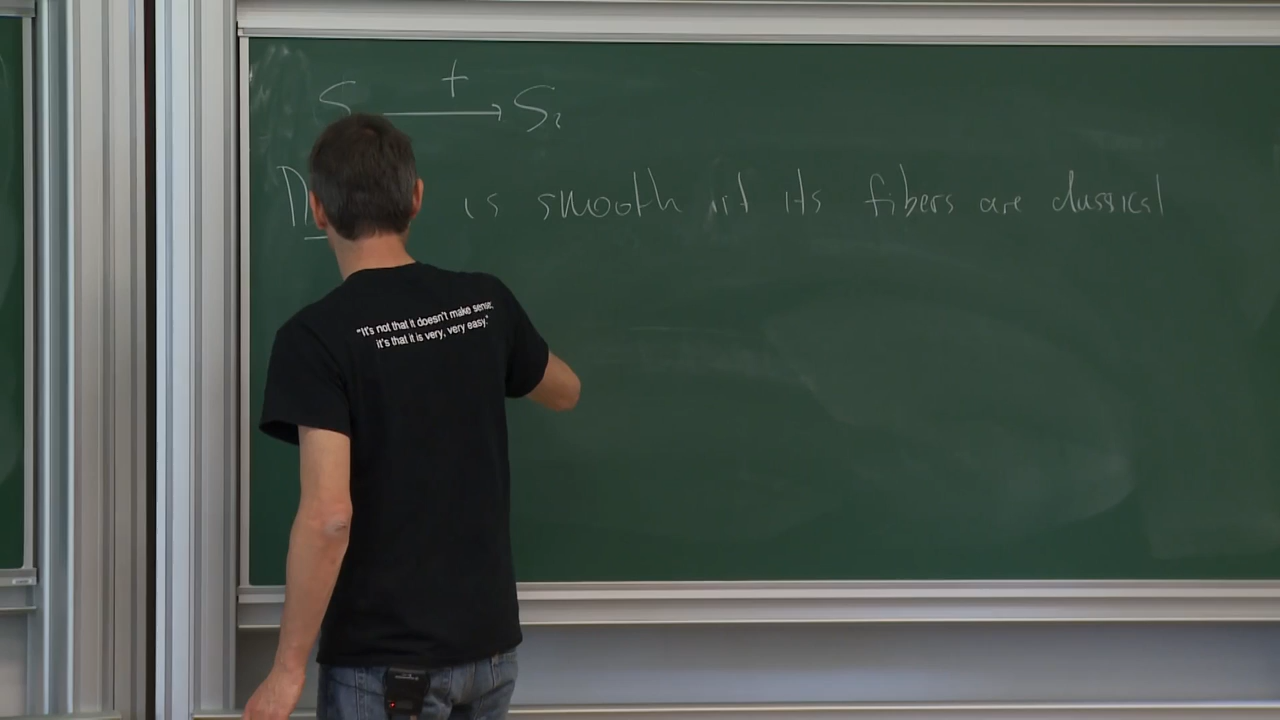 S f → S₂
is smooth if its fibers are classical
"It's not that it doesn't make sense,
it's that it is very, very easy."